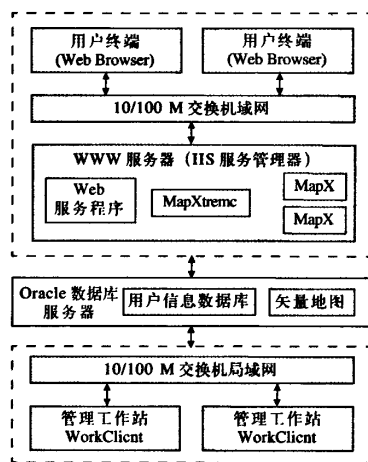 用户终端
(Web Browser)
用户终端
(Web Browser)
10/100 M 交换机域网
WWW 服务器（IIS 服务管理器）
Web
服务程序
MapXtremc
MapX
MapX
Oracle 数据库
服务器
用户信息数据库
矢量地图
10/100 M 交换机局域网
管理工作站
WorkClicnt
管理工作站
WorkClicnt